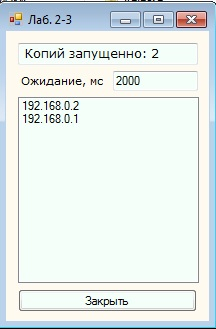 Лаб. 2-3
Копий запущенно: 2
Ожидание, мс 2000
192.168.0.2
192.168.0.1
Закрыть